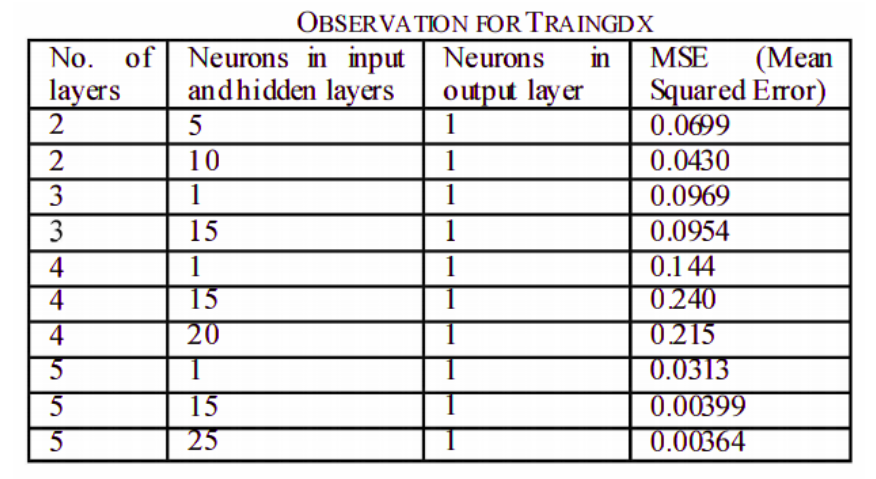 OBSERVATION FOR TRAINGDX
No. of Neurons in input Neurons in MSE (Mean
layers and hidden layers output layer Squared Error)
2 5 1 0.0699
2 10 1 0.0430
3 1 1 0.0969
3 15 1 0.0954
4 1 1 0.144
4 15 1 0.240
4 20 1 0.215
5 1 1 0.0313
5 15 1 0.00399
5 25 1 0.00364